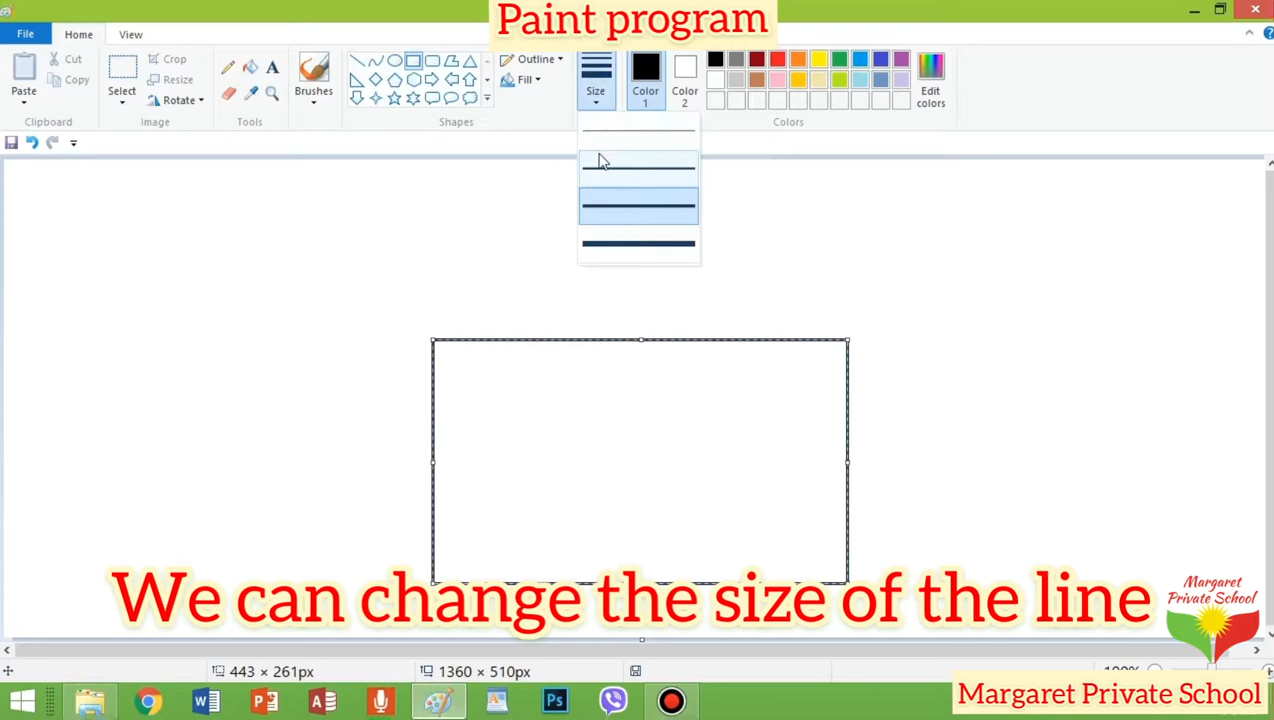 Paint program
File Home View
Paste
Cut
Copy
Clipboard
Select
Crop
Resize
Rotate
Image
A
Tools
Brushes
Outline
Fill
Shapes
Size
Color
1
Color
2
Edit
colors
Colors
We can change the size of the line
Margaret
Private School
443 × 261px
1360 × 510px
Margaret Private School